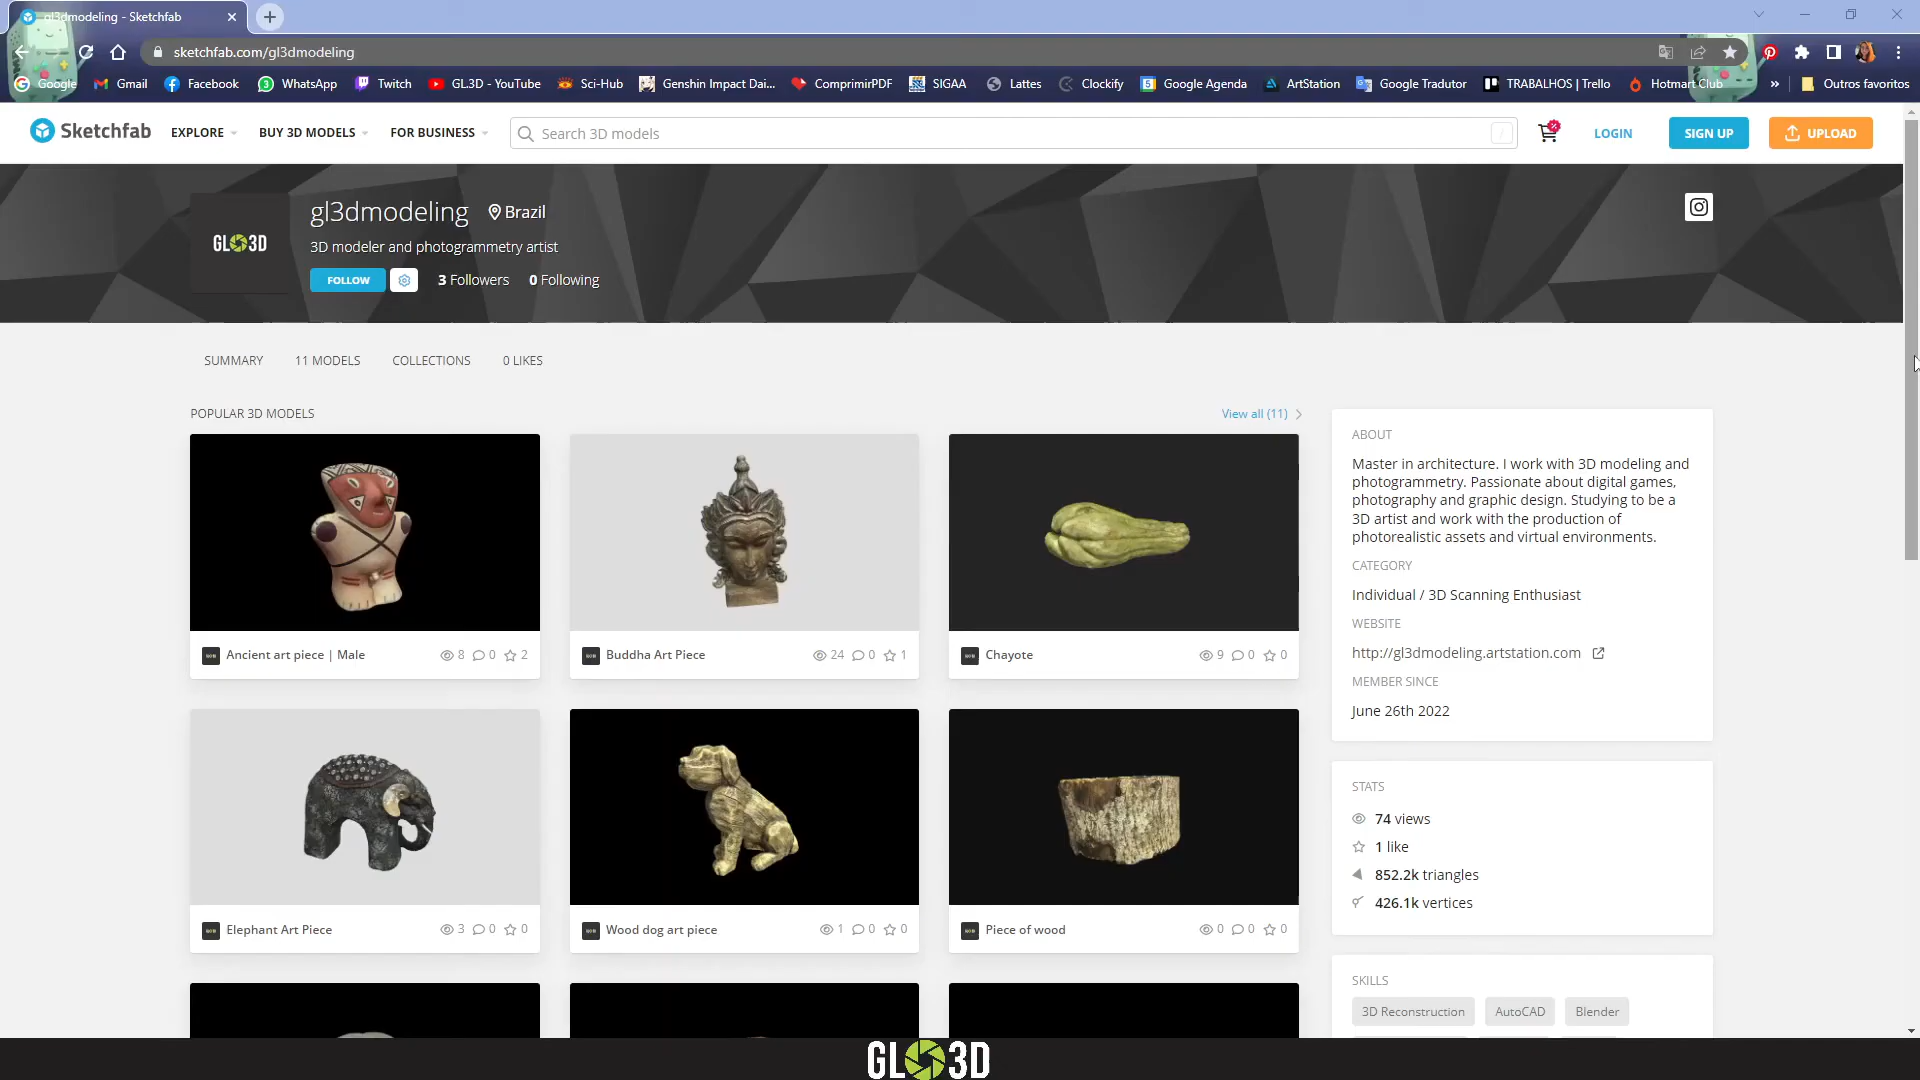 gl3dmodeling - Sketchfab
sketchfab.com/gl3dmodeling
Google Gmail Facebook WhatsApp Twitch GL.3D - YouTube Sci-Hub Genshin Impact Dai... ComprimirPDF SIGAA Lattes Clockify Google Agenda ArtStation Google Tradutor TRABALHOS | Trello Hotmart Club » Outros favoritos
Sketchfab EXPLORE BUY 3D MODELS FOR BUSINESS Search 3D models / LOGIN SIGN UP UPLOAD
GL3D
gl3dmodeling Brazil
3D modeler and photogrammetry artist
FOLLOW 3 Followers 0 Following
SUMMARY 11 MODELS COLLECTIONS 0 LIKES
POPULAR 3D MODELS View all (11)
Ancient art piece | Male 8 0 2
Buddha Art Piece 24 0 1
Chayote 9 0 0
Elephant Art Piece 3 0 0
Wood dog art piece 1 0 0
Piece of wood 0 0 0
ABOUT
Master in architecture. I work with 3D modeling and
photogrammetry. Passionate about digital games,
photography and graphic design. Studying to be a
3D artist and work with the production of
photorealistic assets and virtual environments.
CATEGORY
Individual / 3D Scanning Enthusiast
WEBSITE
http://gl3dmodeling.artstation.com
MEMBER SINCE
June 26th 2022
STATS
74 views
1 like
852.2k triangles
426.1k vertices
SKILLS
3D Reconstruction AutoCAD Blender
GL3D